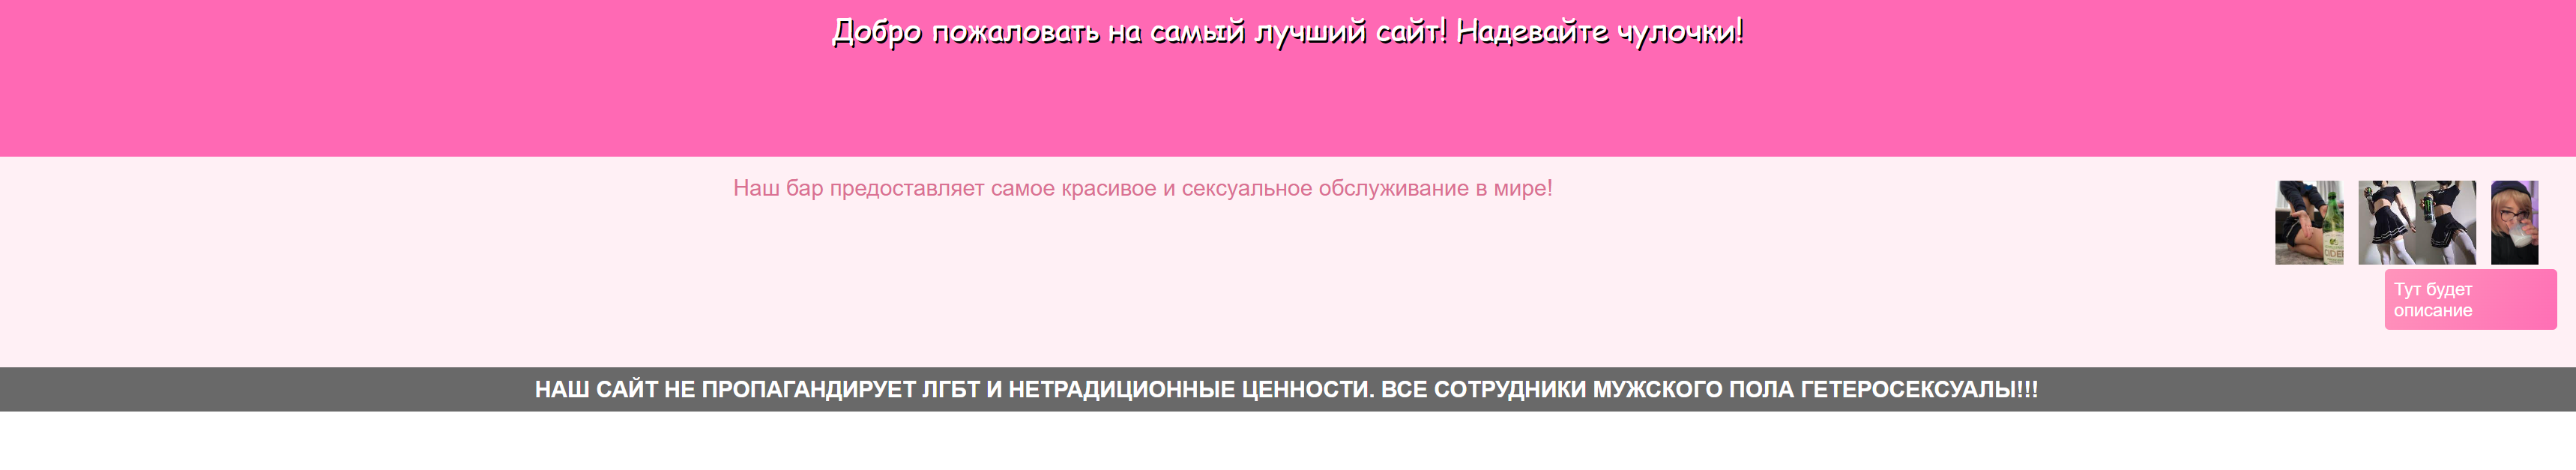 Добро пожаловать на самый лучший сайт! Надевайте чулочки!
Наш бар предоставляет самое красивое и сексуальное обслуживание в мире!
Тут будет
описание
НАШ САЙТ НЕ ПРОПАГАНДИРУЕТ ЛГБТ И НЕТРАДИЦИОННЫЕ ЦЕННОСТИ. ВСЕ СОТРУДНИКИ МУЖСКОГО ПОЛА ГЕТЕРОСЕКСУАЛЫ!!!